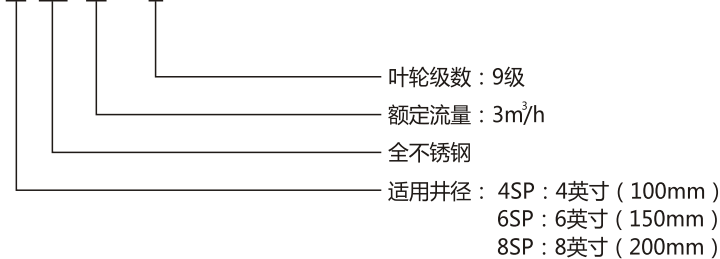 叶轮级数：9级
额定流量：3m³/h
全不锈钢
适用井径： 4SP：4英寸（100mm）
6SP：6英寸（150mm）
8SP：8英寸（200mm）